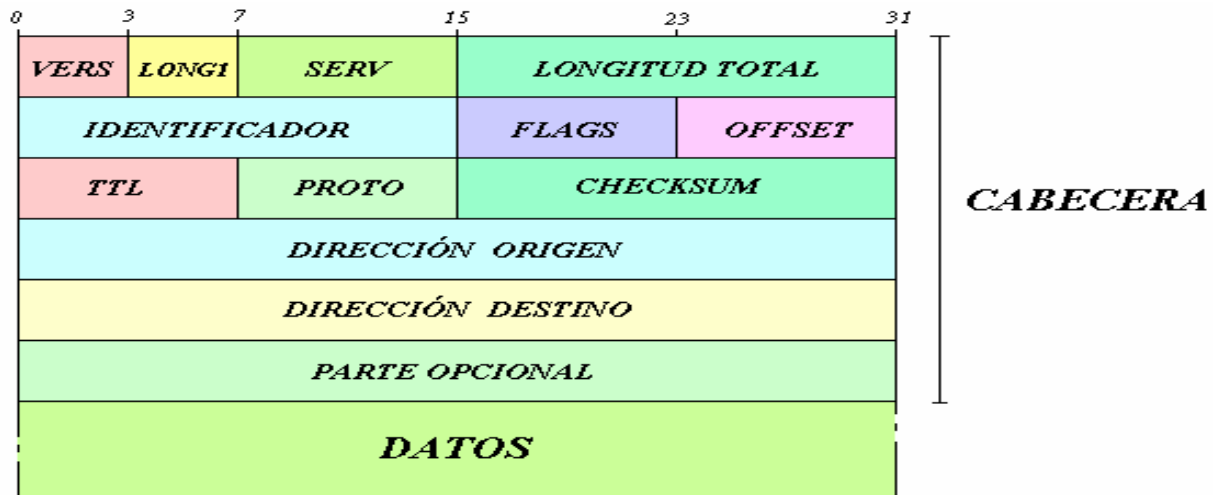 0 3 7 15 23 31
VERS LONG1 SERV LONGITUD TOTAL
IDENTIFICADOR FLAGS OFFSET
TTL PROTO CHECKSUM
CABECERA
DIRECCIÓN ORIGEN
DIRECCIÓN DESTINO
PARTE OPCIONAL
DATOS